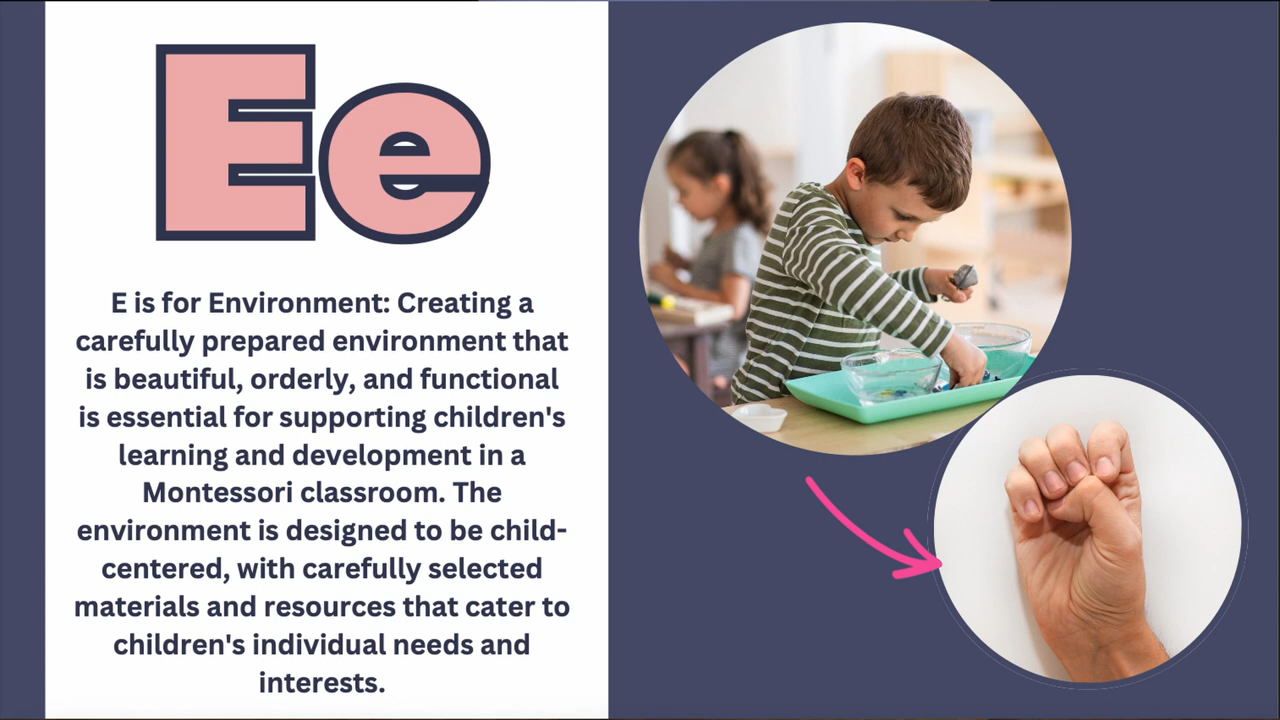 Ee
E is for Environment: Creating a
carefully prepared environment that
is beautiful, orderly, and functional
is essential for supporting children's
learning and development in a
Montessori classroom. The
environment is designed to be child-
centered, with carefully selected
materials and resources that cater to
children's individual needs and
interests.